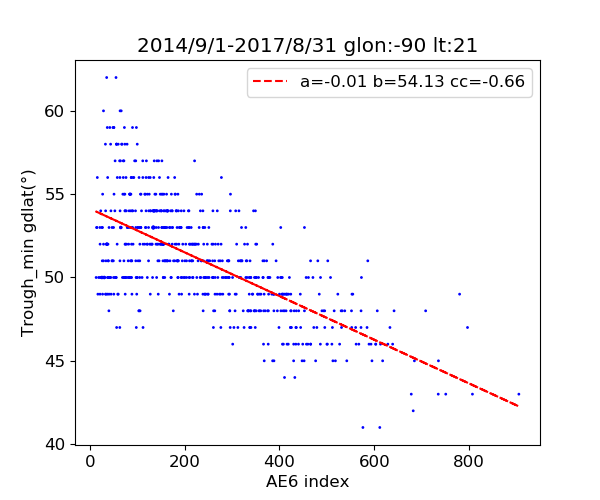 2014/9/1-2017/8/31 glon:-90 lt:21
a=-0.01 b=54.13 cc=-0.66
Trough_min gdlat(°)
60
55
50
45
40
0 200 400 600 800
AE6 index